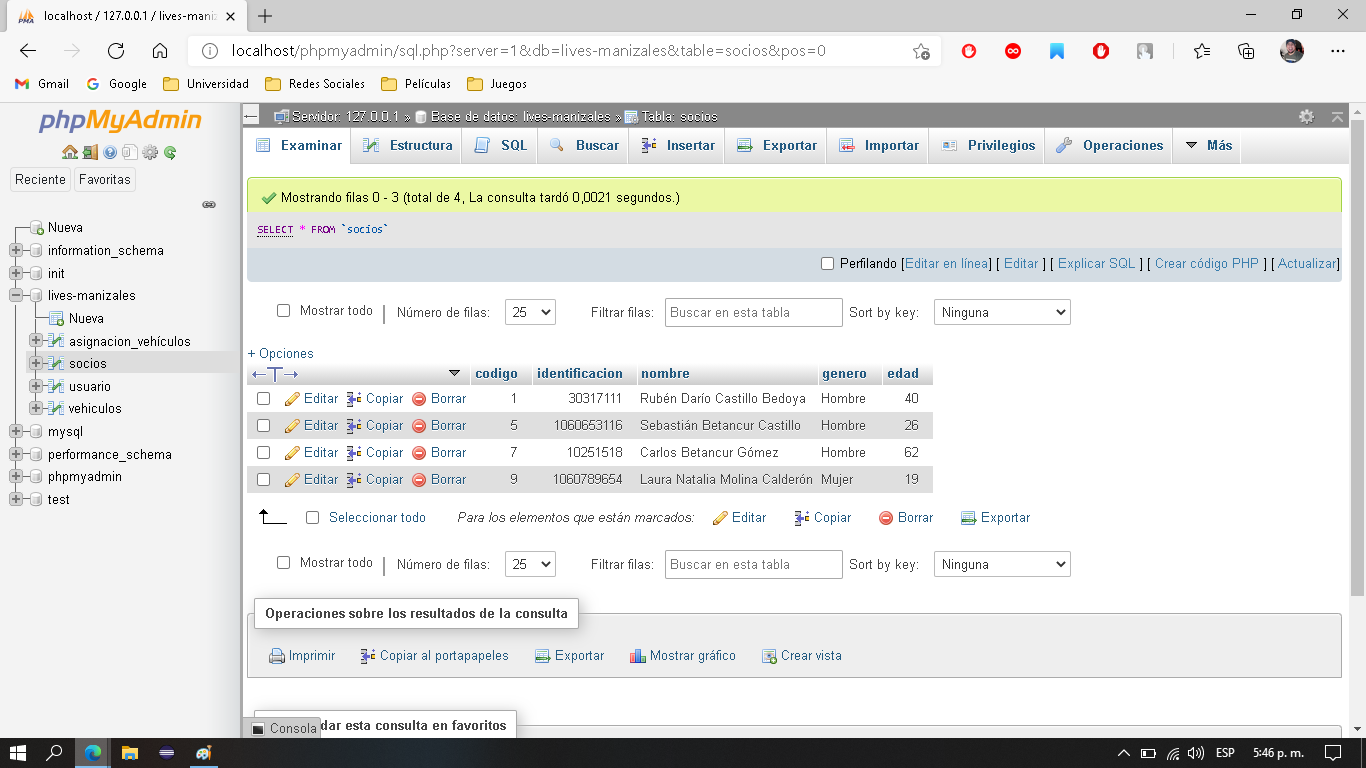 localhost / 127.0.0.1 / lives-maniz
localhost/phpmyadmin/sql.php?server=1&db=lives-manizales&table=socios&pos=0
Gmail Google Universidad Redes Sociales Películas Juegos
phpMyAdmin
Reciente Favoritas
Nueva
information_schema
init
lives-manizales
Nueva
asignacion_vehículos
socios
usuario
vehiculos
mysql
performance_schema
phpmyadmin
test
Servidor: 127.0.0.1 » Base de datos: lives-manizales » Tabla: socios
Examinar Estructura SQL Buscar Insertar Exportar Importar Privilegios Operaciones Más
Mostrando filas 0 - 3 (total de 4, La consulta tardó 0,0021 segundos.)
SELECT * FROM `socios`
Perfilando [Editar en línea] [ Editar ] [ Explicar SQL ] [ Crear código PHP ] [ Actualizar]
Mostrar todo | Número de filas: 25 Filtrar filas: Buscar en esta tabla Sort by key: Ninguna
+ Opciones
←T→ codigo identificacion nombre genero edad
Editar Copiar Borrar 1 30317111 Rubén Darío Castillo Bedoya Hombre 40
Editar Copiar Borrar 5 1060653116 Sebastián Betancur Castillo Hombre 26
Editar Copiar Borrar 7 10251518 Carlos Betancur Gómez Hombre 62
Editar Copiar Borrar 9 1060789654 Laura Natalia Molina Calderón Mujer 19
Seleccionar todo Para los elementos que están marcados: Editar Copiar Borrar Exportar
Mostrar todo | Número de filas: 25 Filtrar filas: Buscar en esta tabla Sort by key: Ninguna
Operaciones sobre los resultados de la consulta
Imprimir Copiar al portapapeles Exportar Mostrar gráfico Crear vista
dar esta consulta en favoritos
Consola
ESP 5:46 p. m.